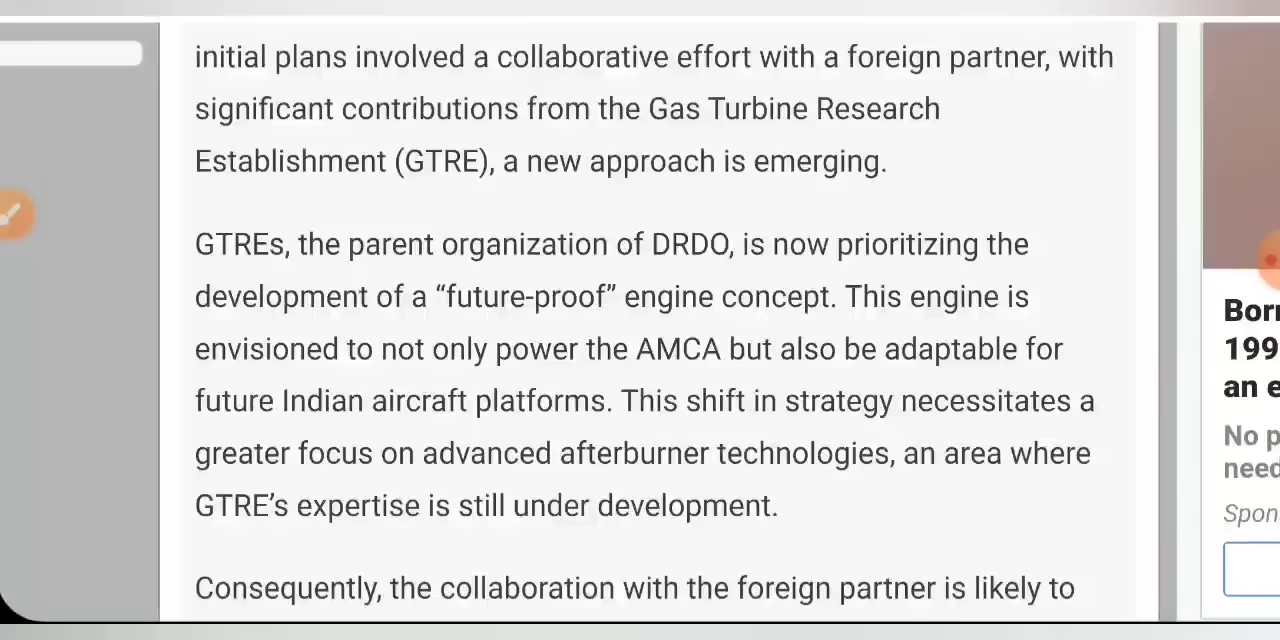 initial plans involved a collaborative effort with a foreign partner, with
significant contributions from the Gas Turbine Research
Establishment (GTRE), a new approach is emerging.
GTREs, the parent organization of DRDO, is now prioritizing the
development of a “future-proof” engine concept. This engine is
envisioned to not only power the AMCA but also be adaptable for
future Indian aircraft platforms. This shift in strategy necessitates a
greater focus on advanced afterburner technologies, an area where
GTRE’s expertise is still under development.
Consequently, the collaboration with the foreign partner is likely to
199
an
No